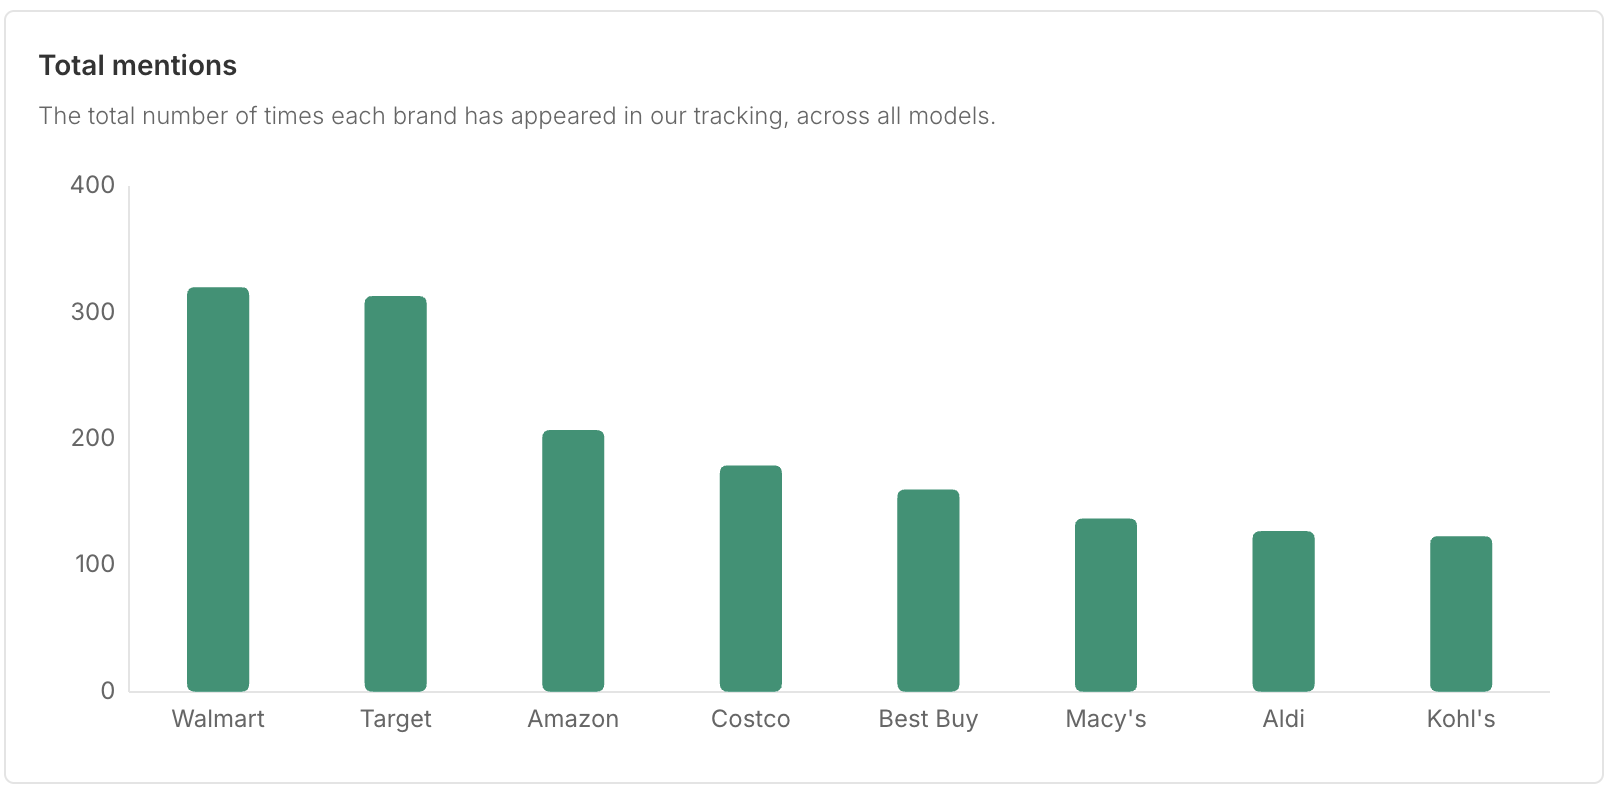 Total mentions
The total number of times each brand has appeared in our tracking, across all models.
400
300
200
100
0
Walmart Target Amazon Costco Best Buy Macy's Aldi Kohl's